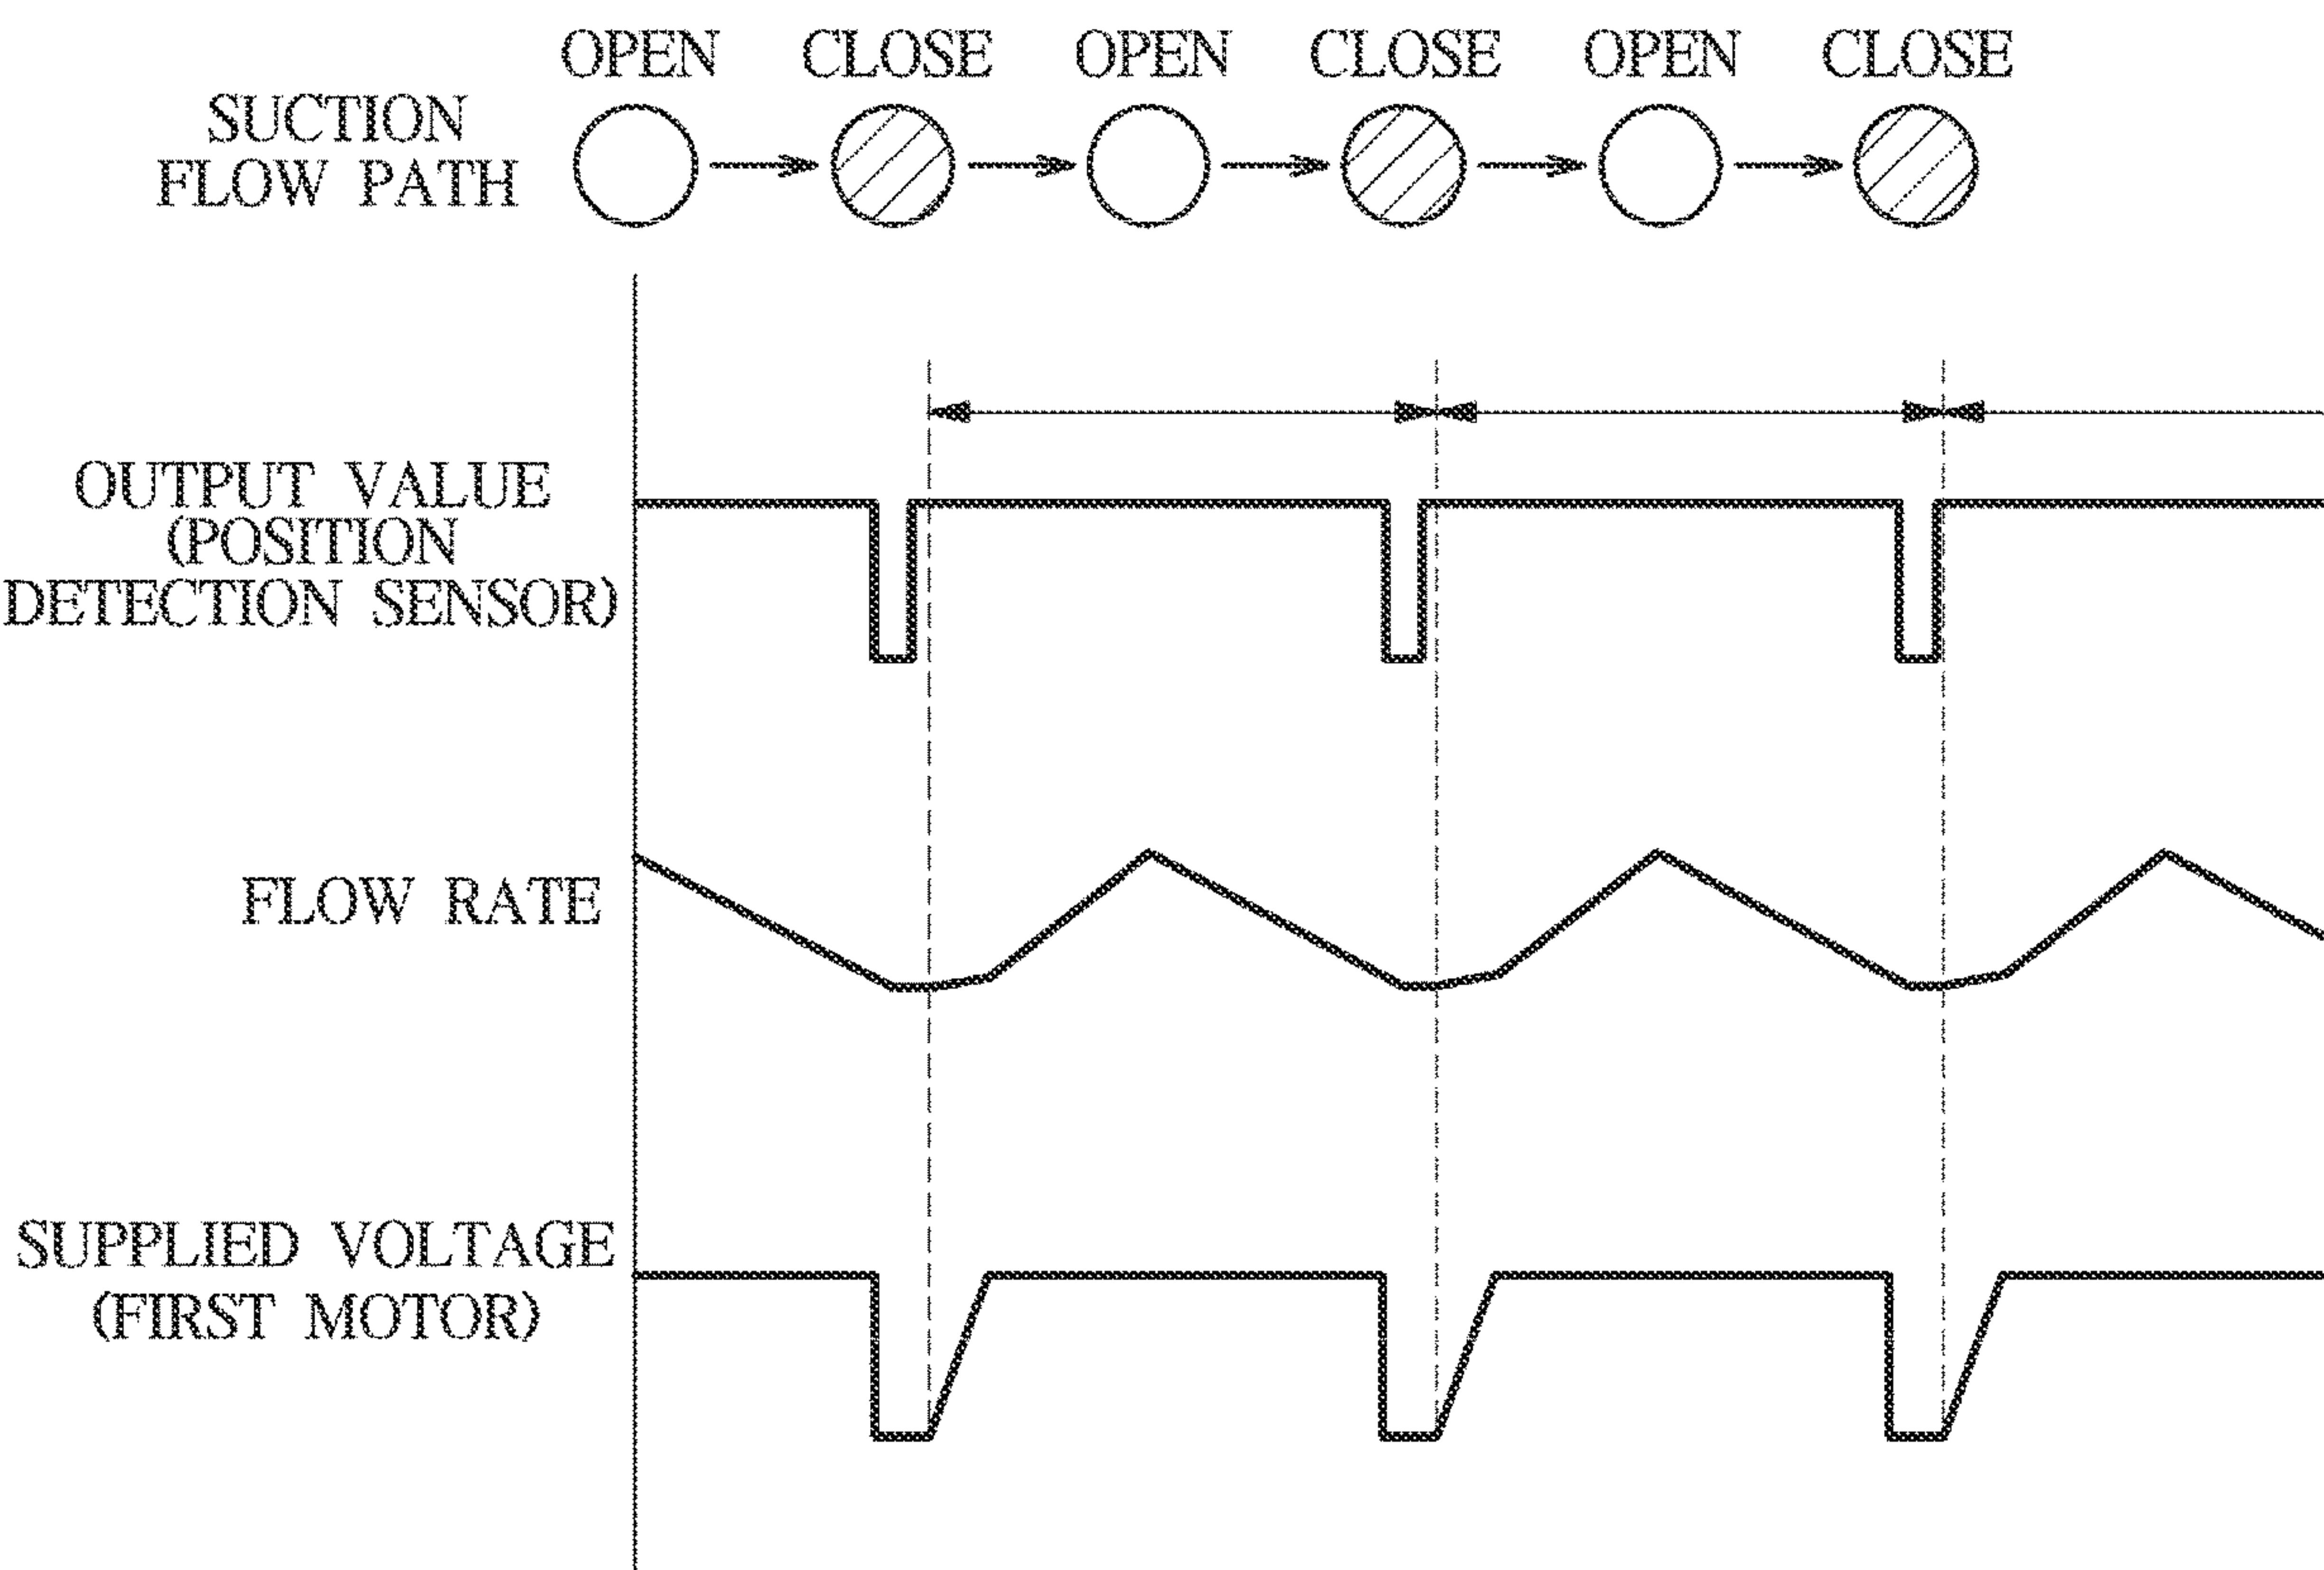 OPEN CLOSE OPEN CLOSE OPEN CLOSE
SUCTION
FLOW PATH
OUTPUT VALUE
(POSITION
DETECTION SENSOR)
FLOW RATE
SUPPLIED VOLTAGE
(FIRST MOTOR)